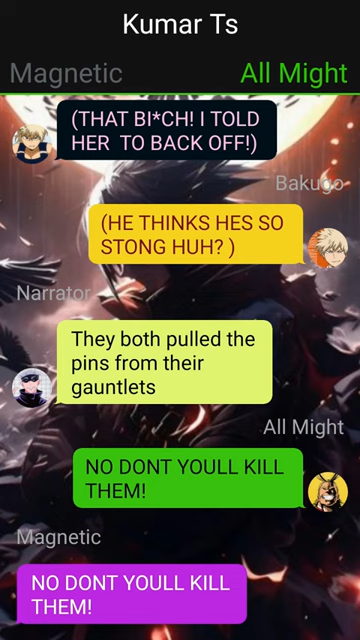 Kumar Ts
Magnetic
All Might
(THAT BI*CH! I TOLD
HER TO BACK OFF!)
Bakugo
(HE THINKS HES SO
STONG HUH? )
Narrator
They both pulled the
pins from their
gauntlets
All Might
NO DONT YOULL KILL
THEM!
Magnetic
NO DONT YOULL KILL
THEM!